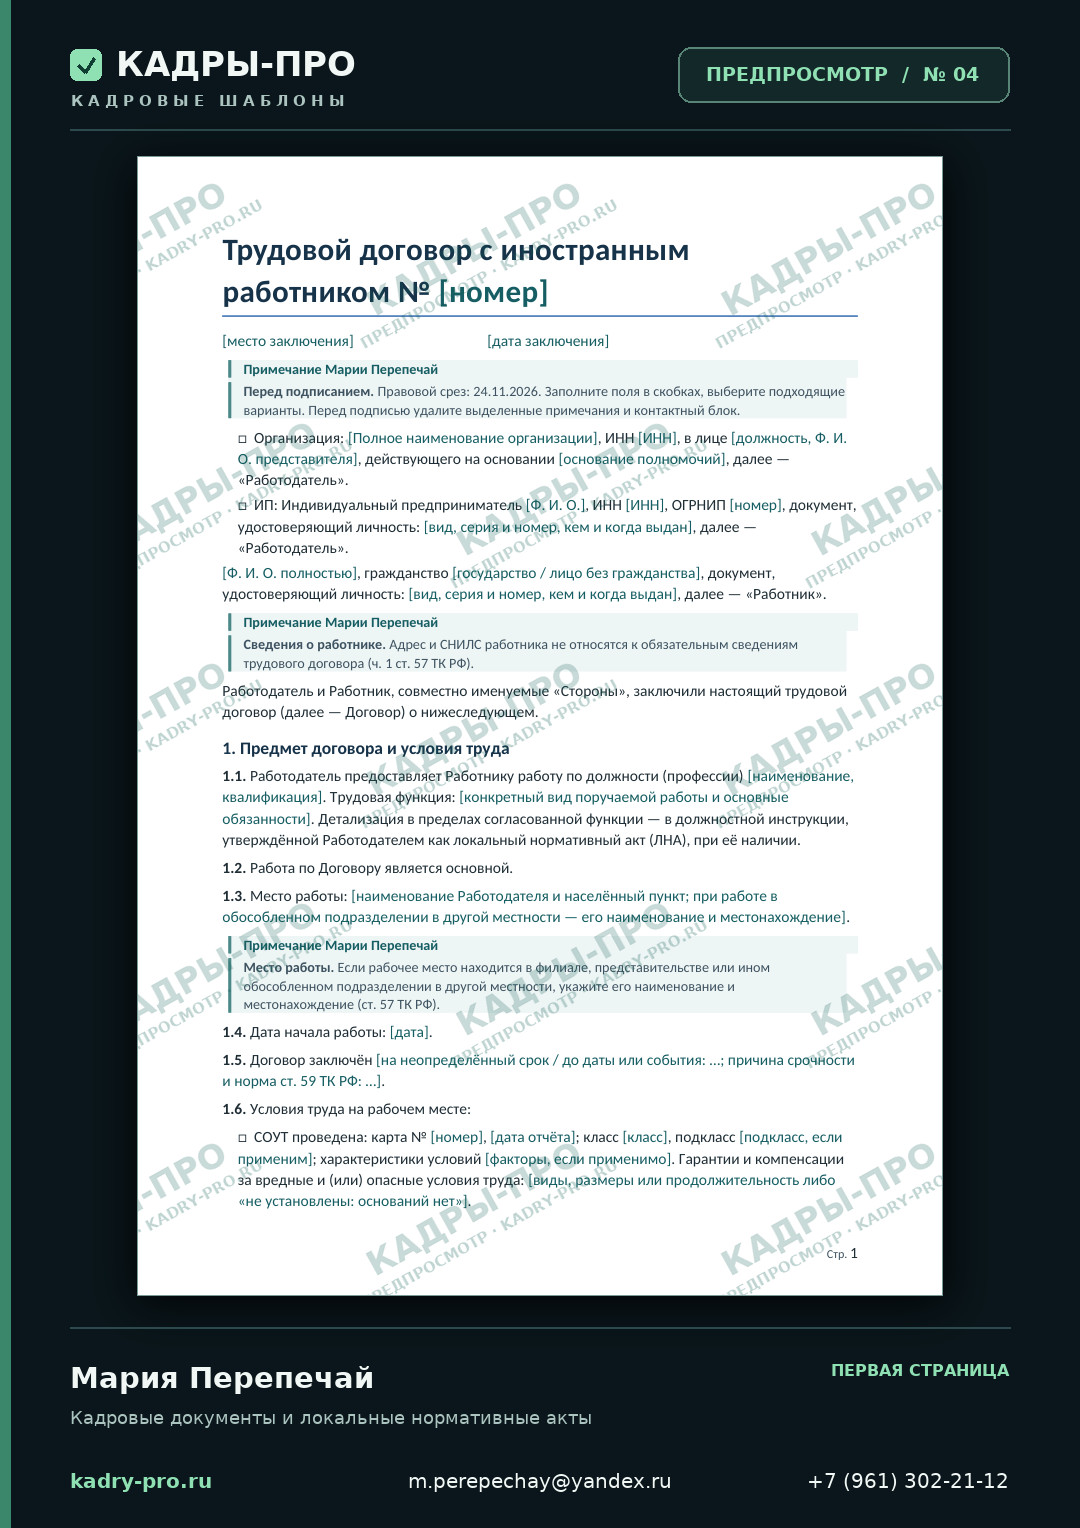 КАДРЫ-ПРО
КАДРОВЫЕ ШАБЛОНЫ
ПРЕДПРОСМОТР / № 04
Трудовой договор с иностранным
работником № [номер]
[место заключения] [дата заключения]
Примечание Марии Перепечай
Перед подписанием. Правовой срез: 24.11.2026. Заполните поля в скобках, выберите подходящие
варианты. Перед подписью удалите выделенные примечания и контактный блок.
□ Организация: [Полное наименование организации], ИНН [ИНН], в лице [должность, Ф. И.
О. представителя], действующего на основании [основание полномочий], далее —
«Работодатель».
□ ИП: Индивидуальный предприниматель [Ф. И. О.], ИНН [ИНН], ОГРНИП [номер], документ,
удостоверяющий личность: [вид, серия и номер, кем и когда выдан], далее —
«Работодатель».
[Ф. И. О. полностью], гражданство [государство / лицо без гражданства], документ,
удостоверяющий личность: [вид, серия и номер, кем и когда выдан], далее — «Работник».
Примечание Марии Перепечай
Сведения о работнике. Адрес и СНИЛС работника не относятся к обязательным сведениям
трудового договора (ч. 1 ст. 57 ТК РФ).
Работодатель и Работник, совместно именуемые «Стороны», заключили настоящий трудовой
договор (далее — Договор) о нижеследующем.
1. Предмет договора и условия труда
1.1. Работодатель предоставляет Работнику работу по должности (профессии) [наименование,
квалификация]. Трудовая функция: [конкретный вид поручаемой работы и основные
обязанности]. Детализация в пределах согласованной функции — в должностной инструкции,
утверждённой Работодателем как локальный нормативный акт (ЛНА), при её наличии.
1.2. Работа по Договору является основной.
1.3. Место работы: [наименование Работодателя и населённый пункт; при работе в
обособленном подразделении в другой местности — его наименование и местонахождение].
Примечание Марии Перепечай
Место работы. Если рабочее место находится в филиале, представительстве или ином
обособленном подразделении в другой местности, укажите его наименование и
местонахождение (ст. 57 ТК РФ).
1.4. Дата начала работы: [дата].
1.5. Договор заключён [на неопределённый срок / до даты или события: ...; причина срочности
и норма ст. 59 ТК РФ: ...].
1.6. Условия труда на рабочем месте:
□ СОУТ проведена: карта № [номер], [дата отчёта]; класс [класс], подкласс [подкласс, если
применим]; характеристики условий [факторы, если применимо]. Гарантии и компенсации
за вредные и (или) опасные условия труда: [виды, размеры или продолжительность либо
«не установлены: оснований нет»].
Стр. 1
Мария Перепечай
ПЕРВАЯ СТРАНИЦА
Кадровые документы и локальные нормативные акты
kadry-pro.ru m.perepechay@yandex.ru +7 (961) 302-21-12